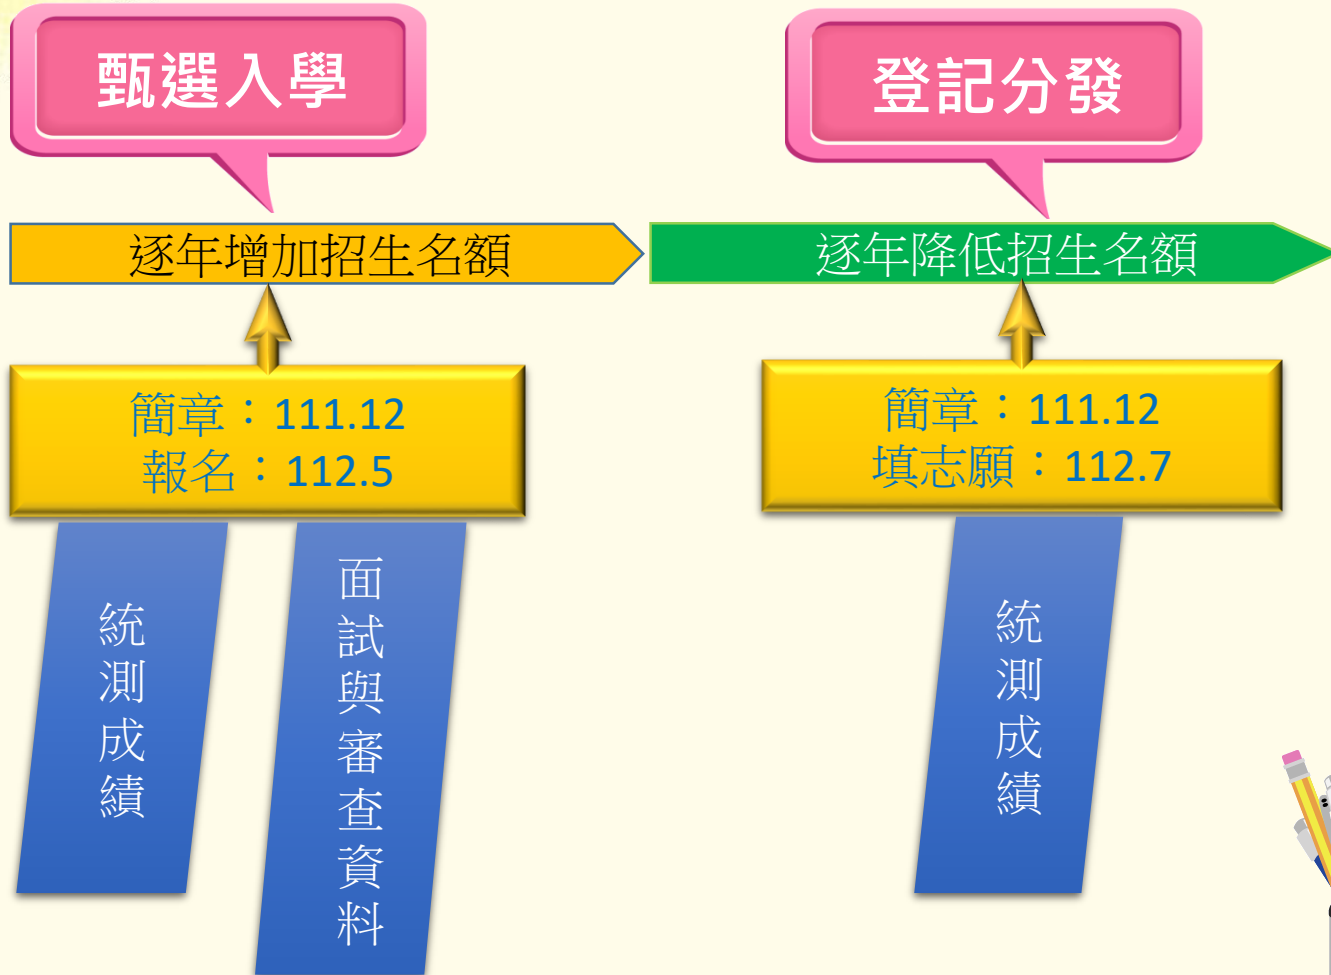 甄選入學
逐年增加招生名額
簡章：111.12
報名：112.5
統測成績
面試與審查資料
登記分發
逐年降低招生名額
簡章：111.12
填志願：112.7
統測成績